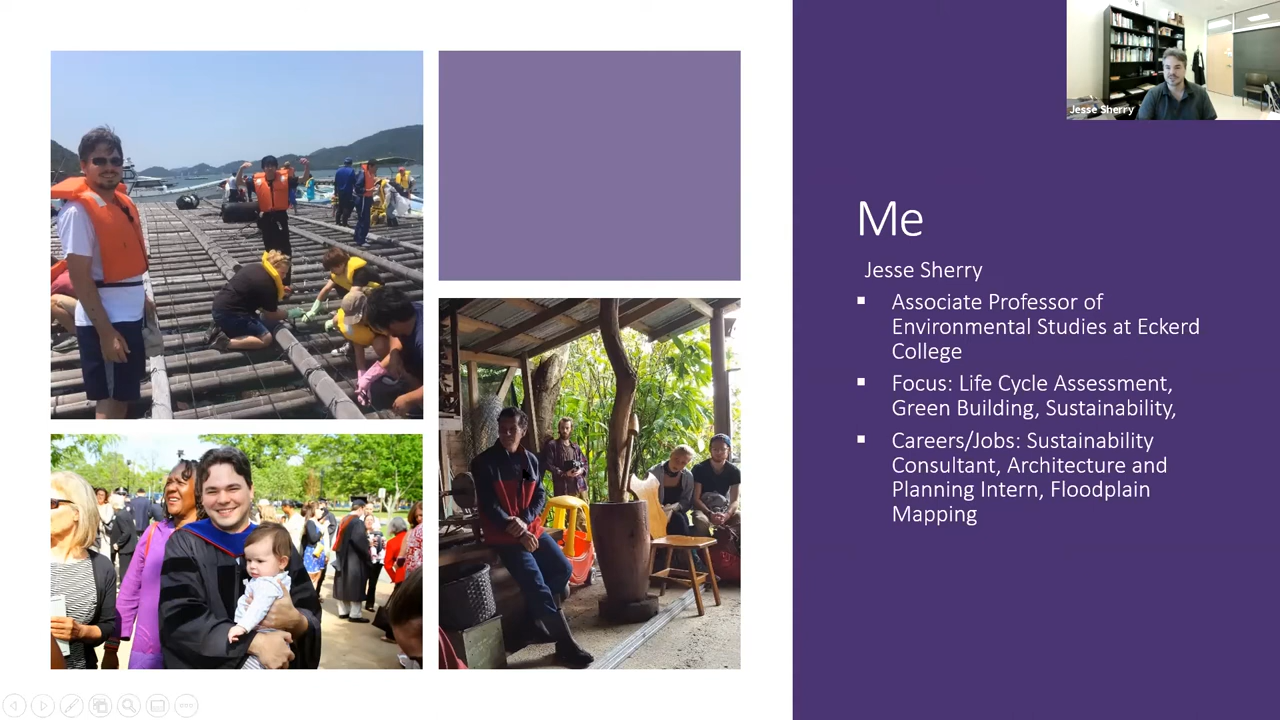 Jesse Sherry
Me
Jesse Sherry
▪ Associate Professor of
Environmental Studies at Eckerd
College
▪ Focus: Life Cycle Assessment,
Green Building, Sustainability,
▪ Careers/Jobs: Sustainability
Consultant, Architecture and
Planning Intern, Floodplain
Mapping